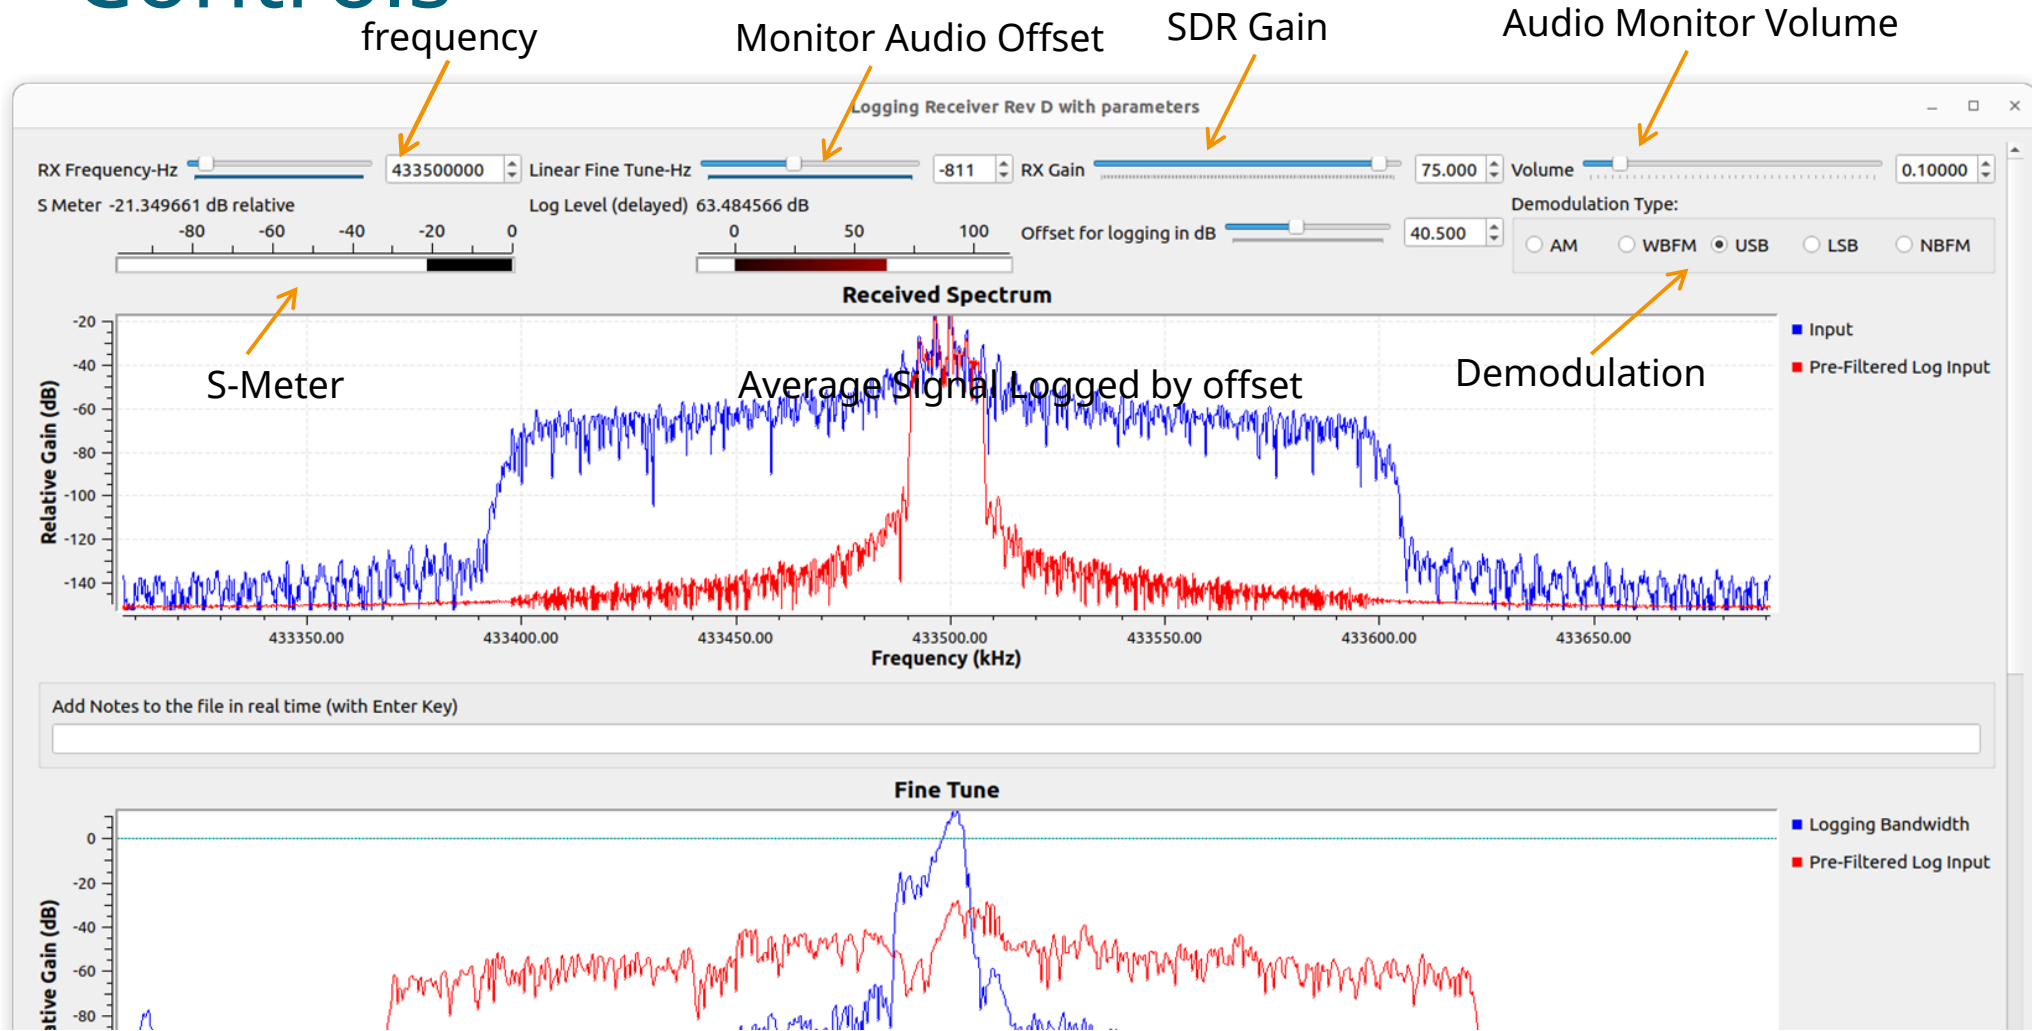 Controls
frequency
Monitor Audio Offset
SDR Gain
Audio Monitor Volume
Logging Receiver Rev D with parameters
RX Frequency-Hz 433500000 Linear Fine Tune-Hz -811 RX Gain 75.000 Volume 0.10000
S Meter -21.349661 dB relative Log Level (delayed) 63.484566 dB Demodulation Type:
-80 -60 -40 -20 0 0 50 100 Offset for logging in dB 40.500
AM WBFM USB LSB NBFM
Received Spectrum
Input
Pre-Filtered Log Input
S-Meter
Average Signal Logged by offset
Demodulation
Relative Gain (dB)
-20
-40
-60
-80
-100
-120
-140
433350.00 433400.00 433450.00 433500.00 433550.00 433600.00 433650.00
Frequency (kHz)
Add Notes to the file in real time (with Enter Key)
Fine Tune
Logging Bandwidth
Pre-Filtered Log Input
0
-20
-40
-60
-80
ative Gain (dB)